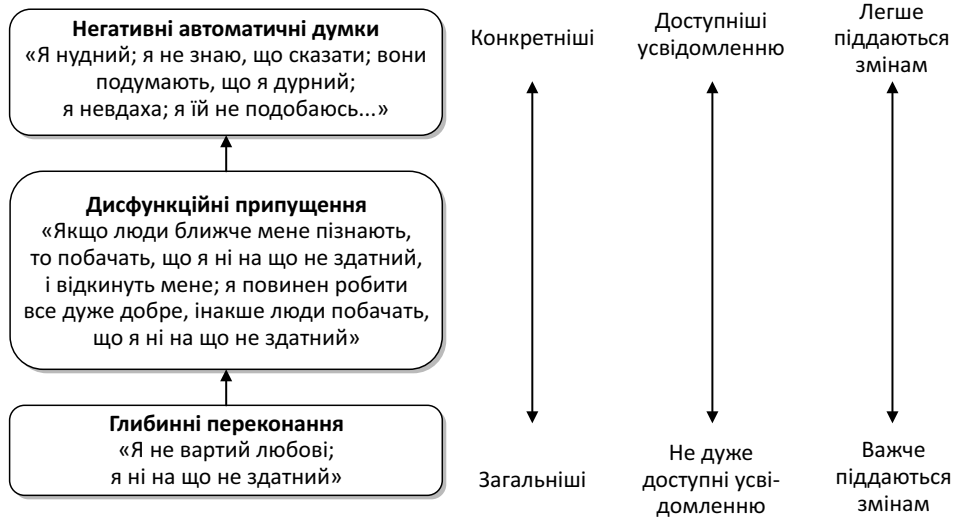 Негативні автоматичні думки
«Я нудний; я не знаю, що сказати; вони
подумають, що я дурний;
я невдаха; я їй не подобаюсь...»
Дисфункційні припущення
«Якщо люди ближче мене пізнають,
то побачать, що я ні на що не здатний,
і відкинуть мене; я повинен робити
все дуже добре, інакше люди побачать,
що я ні на що не здатний»
Глибинні переконання
«Я не вартий любові;
я ні на що не здатний»
Конкретніші
Загальніші
Доступніші
усвідомленню
Не дуже
доступні усві-
домленню
Легше
піддаються
змінам
Важче
піддаються
змінам